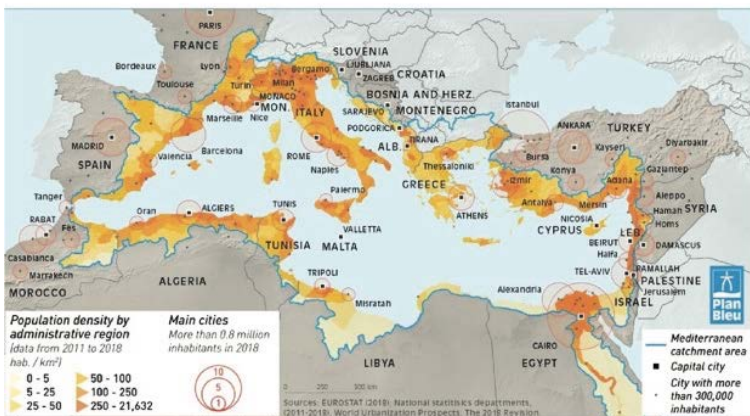 PARIS
FRANCE
SLOVENIA
LJUBLJANA
ZAGREB
CROATIA
Bordeaux
Lyon
Bergamo
Milan
Turin
BOSNIA AND HERZ.
Toulouse
MONACO
MON.
ITALY
SARAJEVO
MONTENEGRO
Istanbul
Marseille
Nice
PODGORICA
ANKARA
TURKEY
MADRID
Barcelona
ROME
TIRANA
ALB.
Bursa
Kayseri
Diyarbakir
SPAIN
Valencia
Naples
Thessaloniki
Konya
Gaziantep
GREECE
Izmir
Adana
Palermo
Antalya
Mersin
Aleppo
Tanger
Oran
ALGIERS
TUNIS
ATHENS
NICOSIA
Haman
SYRIA
RABAT
Fes
VALLETTA
CYPRUS
LEB.
Homs
TUNISIA
MALTA
BEIRUT
DAMASCUS
Casablanca
Haifa
Marrakech
TRIPOLI
TEL-AVIV
RAMALLAH
MOROCCO
ALGERIA
Alexandria
PALESTINE
Jerusalem
Misratah
ISRAEL
LIBYA
CAIRO
EGYPT
Plan
Bleu
Population density by
administrative region
(data from 2011 to 2018
hab. / km²)
0 - 5
5 - 25
25 - 50
50 - 100
100 - 250
250 - 21,632
Main cities
More than 0.8 million
inhabitants in 2018
10
5
1
0 250 500 km
Sources: EUROSTAT (2018), National statistics departments,
(2011-2018), World Urbanization Prospects: The 2018 Revision
Mediterranean
catchment area
Capital city
City with more
than 300,000
inhabitants